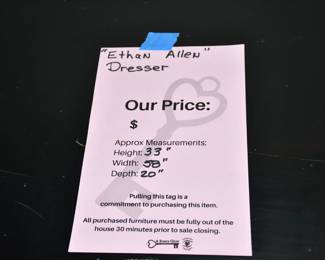 "Ethan Allen"
Dresser
Our Price:
$
Approx Measurements:
Height: 33"
Width: 58"
Depth: 20"
Pulling this tag is a
commitment to purchasing this item.
All purchased furniture must be fully out of the
house 30 minutes prior to sale closing.